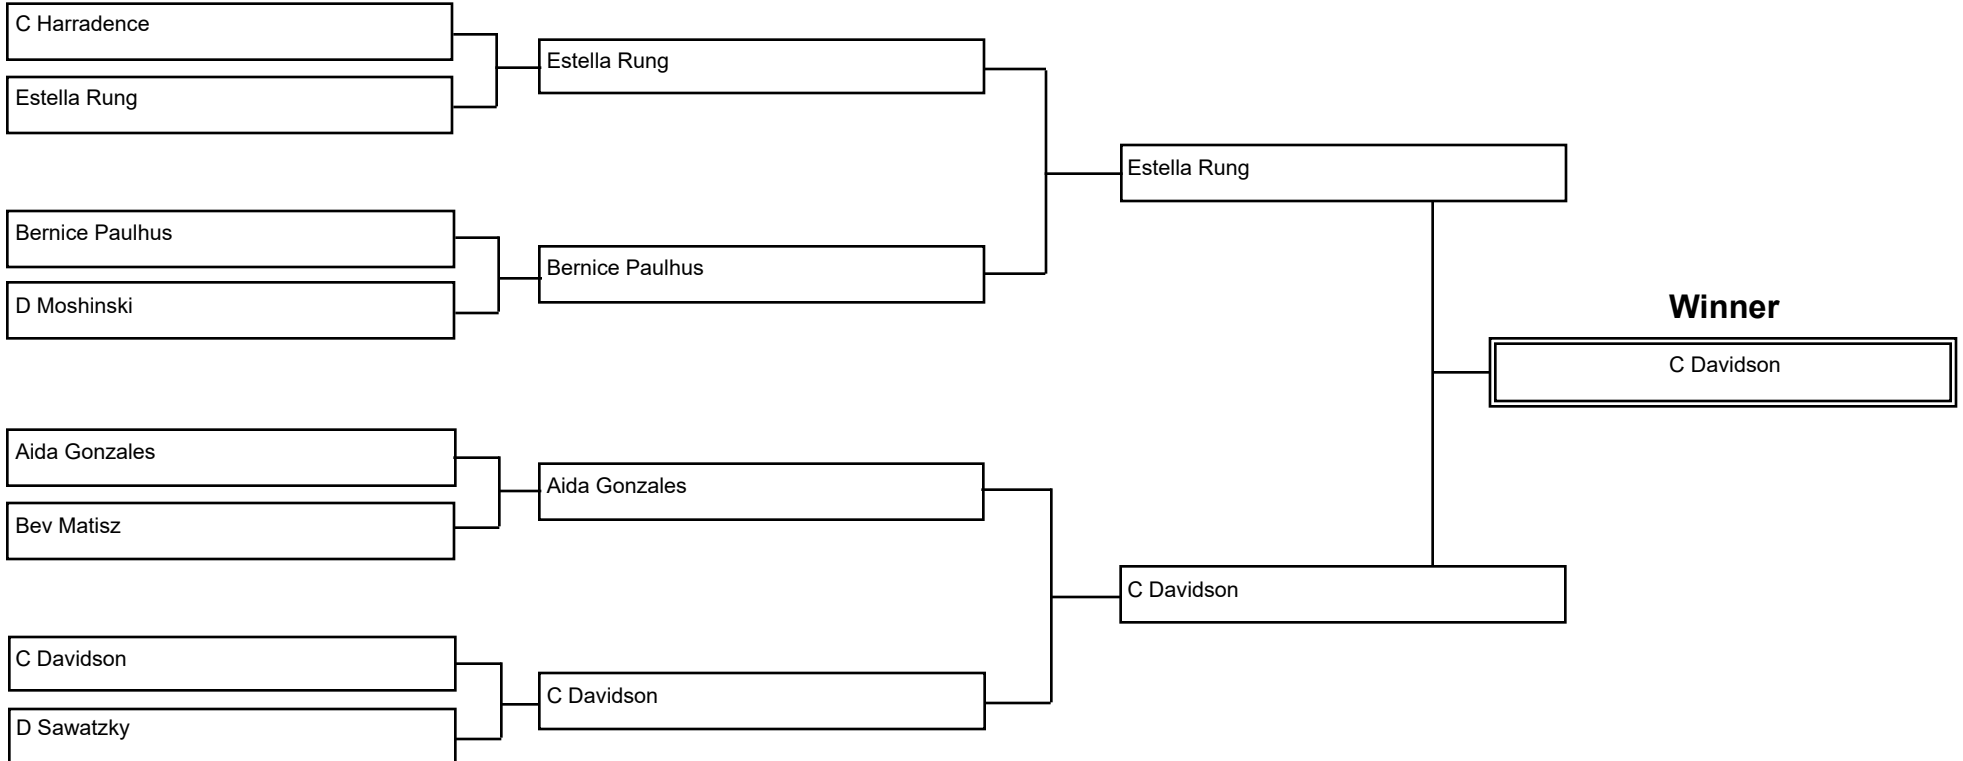 C Harradence
Estella Rung
Estella Rung
Bernice Paulhus
D Moshinski
Bernice Paulhus
Estella Rung
Aida Gonzales
Bev Matisz
Aida Gonzales
C Davidson
D Sawatzky
C Davidson
C Davidson
Winner
C Davidson